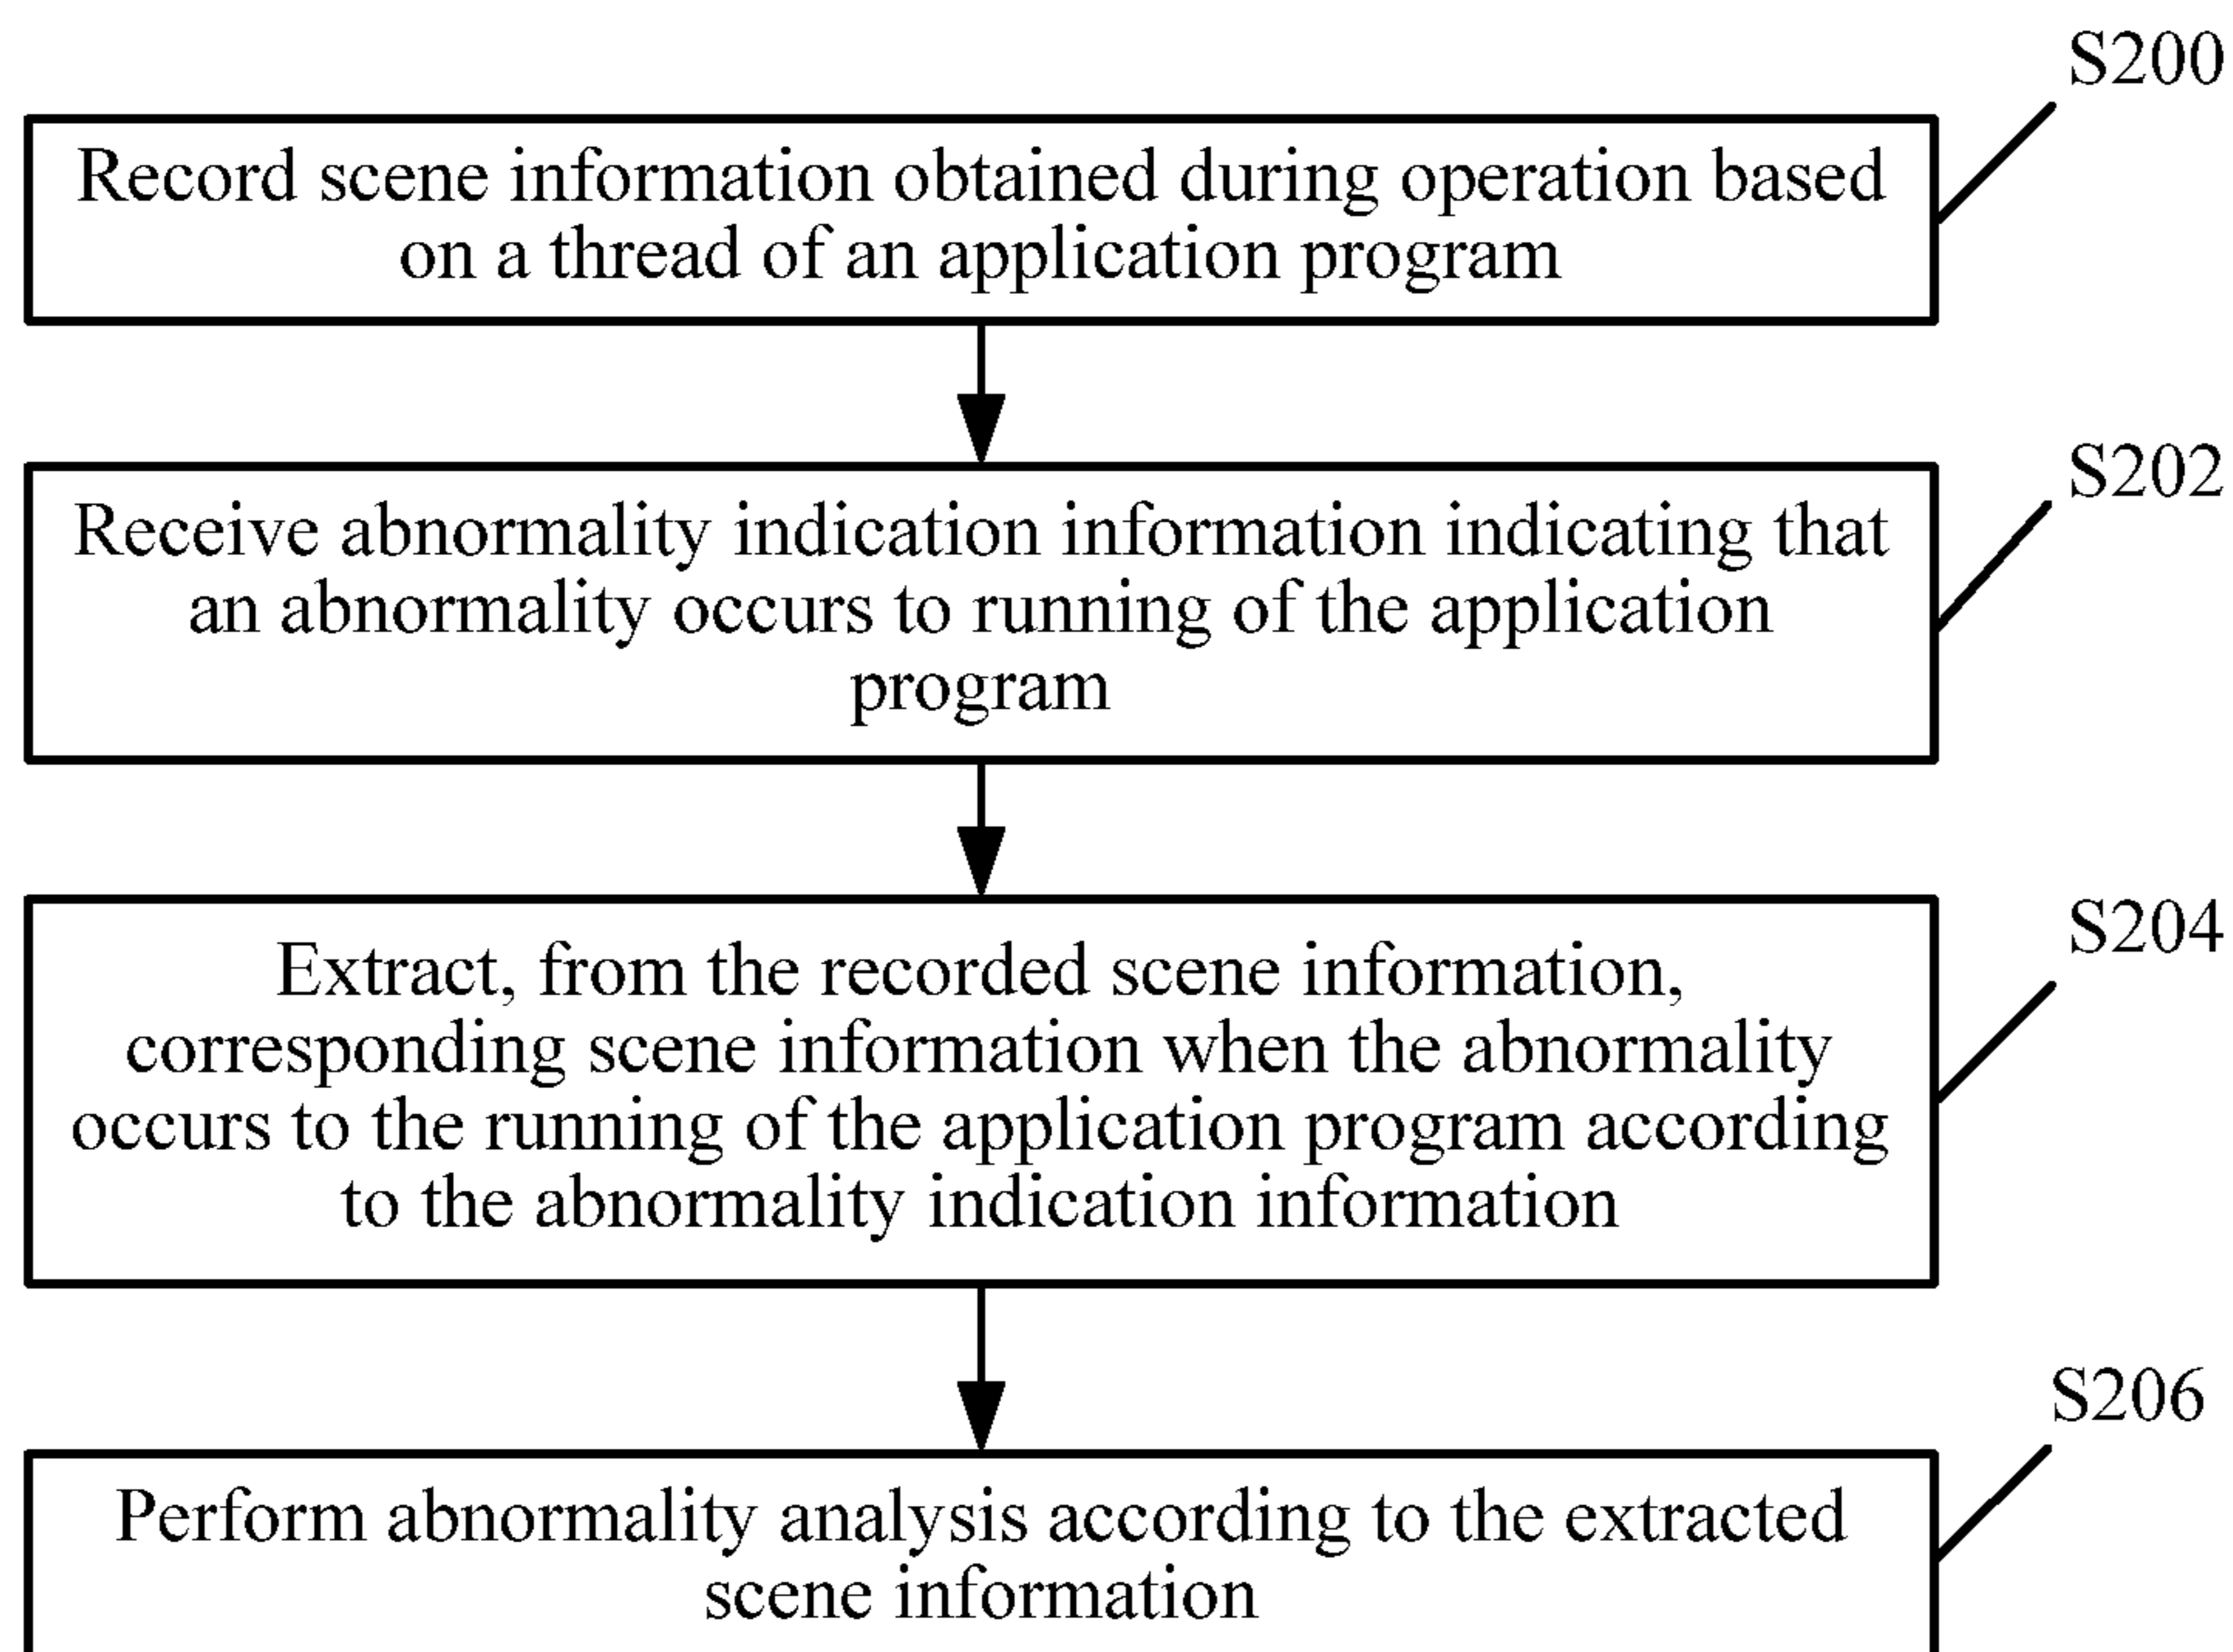 S200
Record scene information obtained during operation based
on a thread of an application program
S202
Receive abnormality indication information indicating that
an abnormality occurs to running of the application
program
S204
Extract, from the recorded scene information,
corresponding scene information when the abnormality
occurs to the running of the application program according
to the abnormality indication information
S206
Perform abnormality analysis according to the extracted
scene information